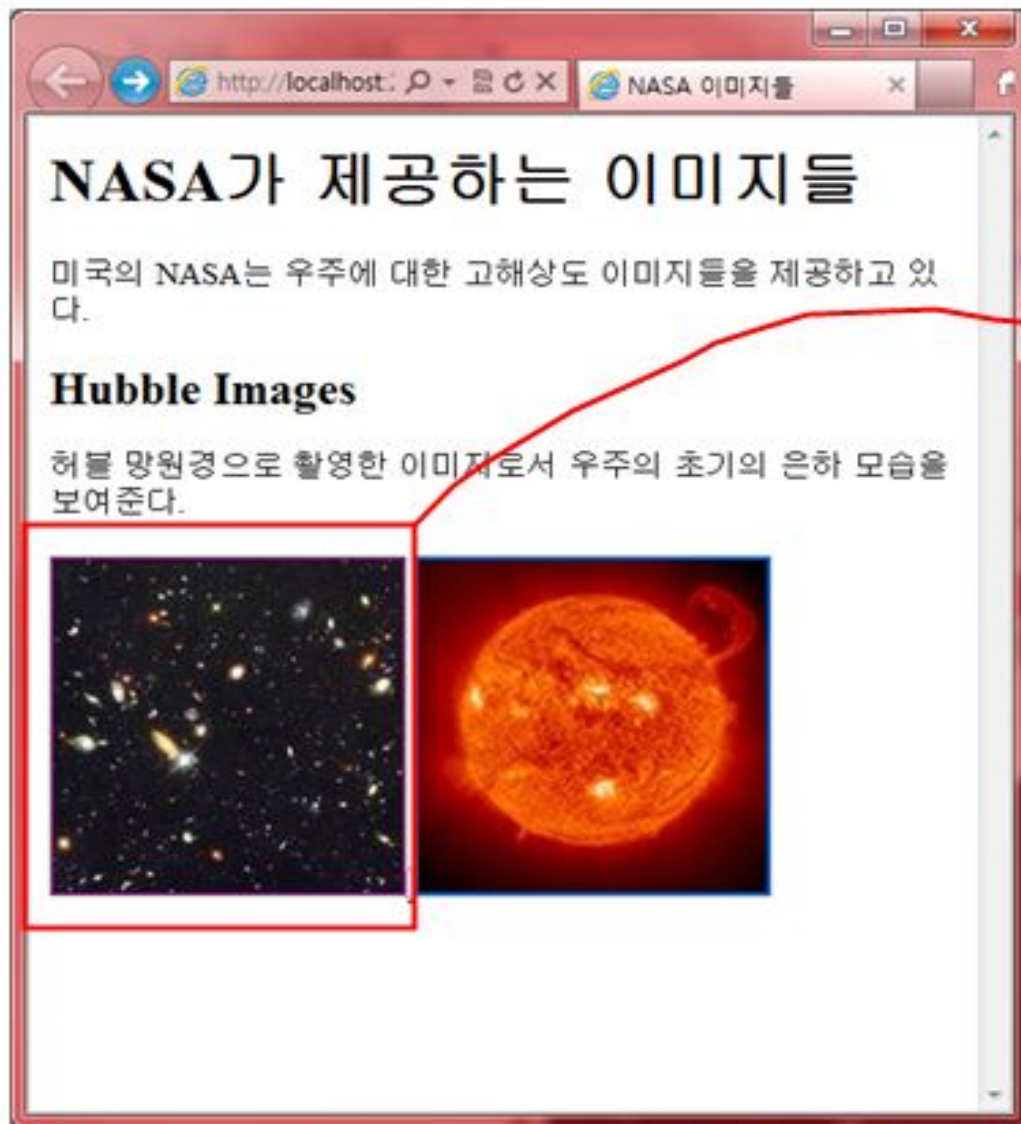 http://localhost:
NASA 이미지들
NASA가 제공하는 이미지들
미국의 NASA는 우주에 대한 고해상도 이미지들을 제공하고 있
다.
Hubble Images
허블 망원경으로 촬영한 이미지로서 우주의 초기의 은하 모습을
보여준다.